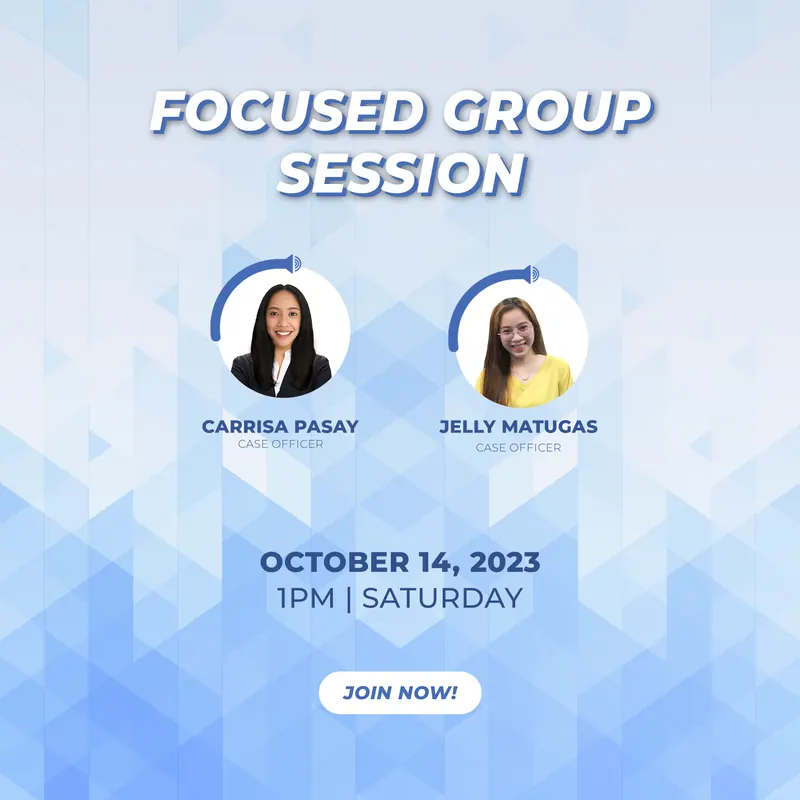 FOCUSED GROUP
SESSION
CARRISA PASAY
CASE OFFICER
JELLY MATUGAS
CASE OFFICER
OCTOBER 14, 2023
1PM | SATURDAY
JOIN NOW!